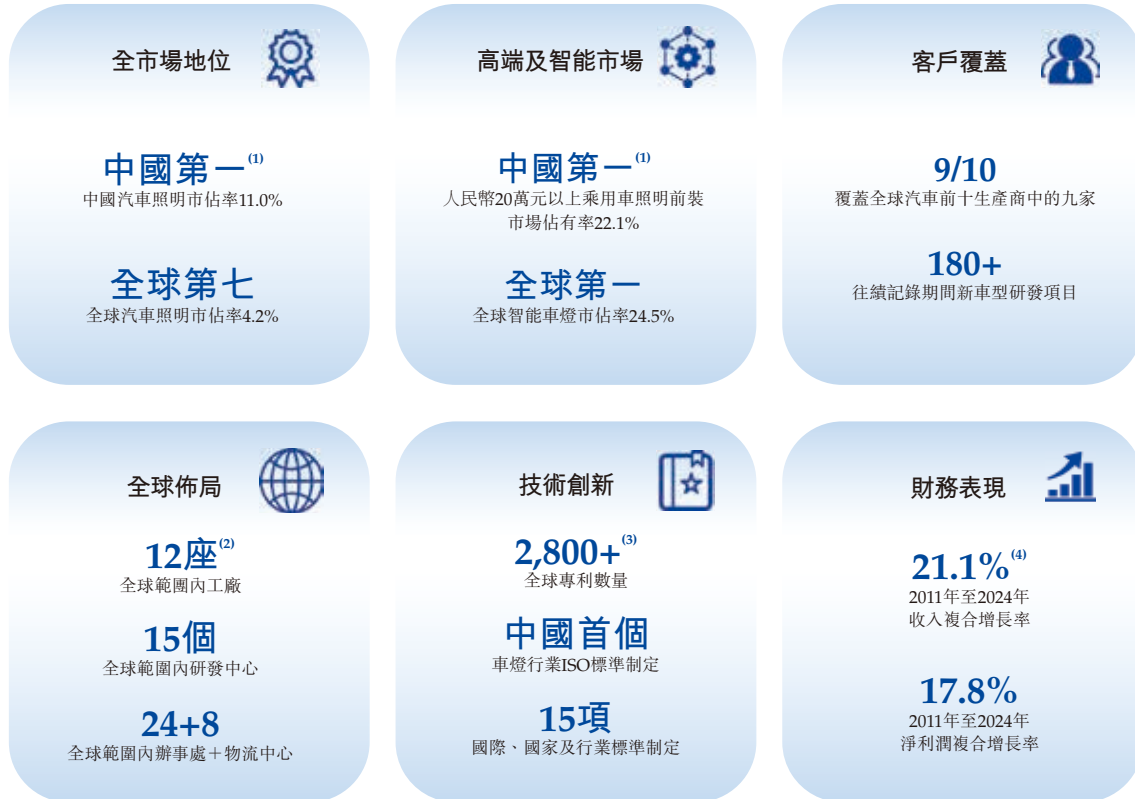 全市場地位
中國第一(1)
中國汽車照明市佔率11.0%
全球第七
全球汽車照明市佔率4.2%
高端及智能市場
中國第一(1)
人民幣20萬元以上乘用車照明前裝
市場佔有率22.1%
全球第一
全球智能車燈市佔率24.5%
客戶覆蓋
9/10
覆蓋全球汽車前十生產商中的九家
180+
往績記錄期間新車型研發項目
全球佈局
12座(2)
全球範圍內工廠
15個
全球範圍內研發中心
24+8
全球範圍內辦事處＋物流中心
技術創新
2,800+(3)
全球專利數量
中國首個
車燈行業ISO標準制定
15項
國際、國家及行業標準制定
財務表現
21.1%(4)
2011年至2024年
收入複合增長率
17.8%
2011年至2024年
淨利潤複合增長率